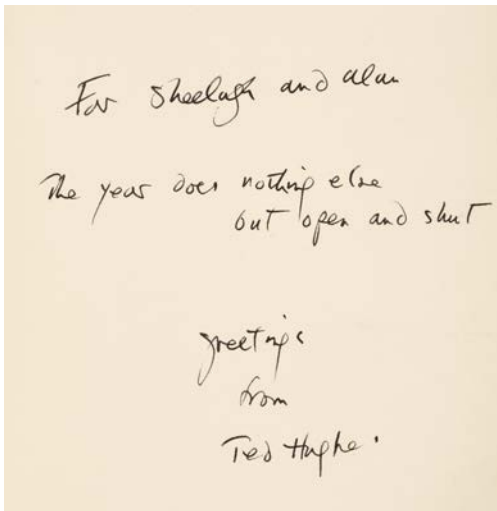 For Sheelagh and Alan
The year does nothing else
but open and shut
greetings
from
Ted Hughes